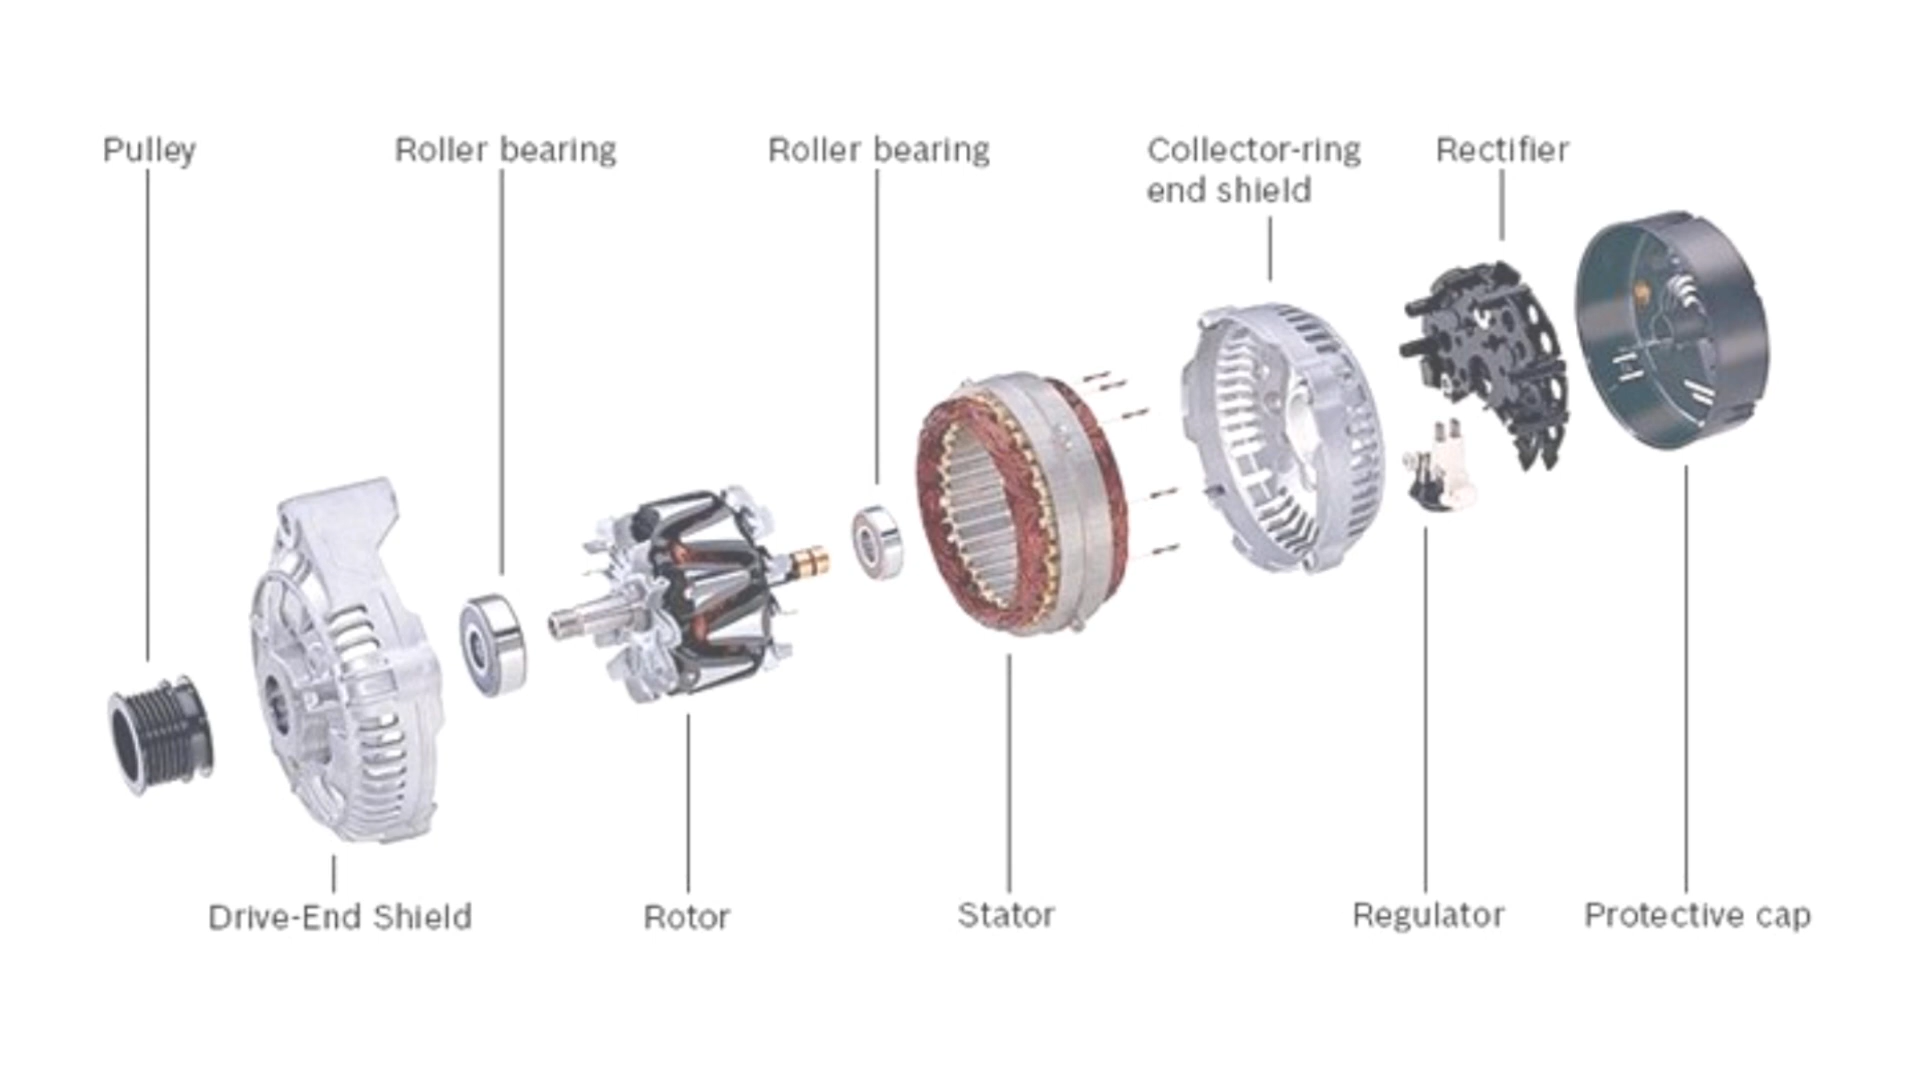 Pulley
Roller bearing
Roller bearing
Collector-ring
end shield
Rectifier
Drive-End Shield
Rotor
Stator
Regulator
Protective cap